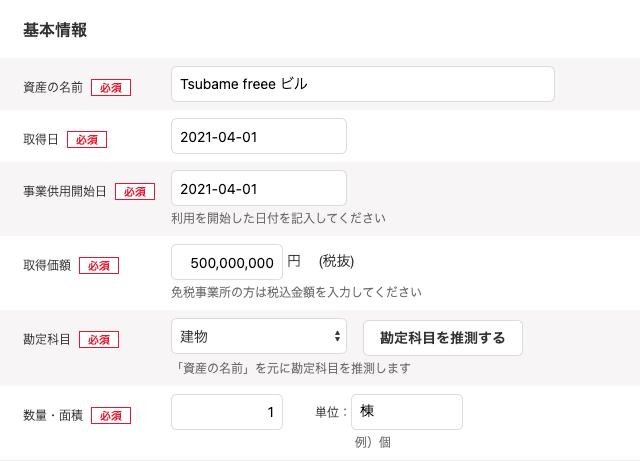 基本情報
資産の名前 必須 Tsubame freee ビル
取得日 必須 2021-04-01
事業供用開始日 必須 2021-04-01
利用を開始した日付を記入してください
取得価額 必須 500,000,000 円 (税抜)
免税事業所の方は税込金額を入力してください
勘定科目 必須 建物 勘定科目を推測する
「資産の名前」を元に勘定科目を推測します
数量・面積 必須 1 単位： 棟
例）個